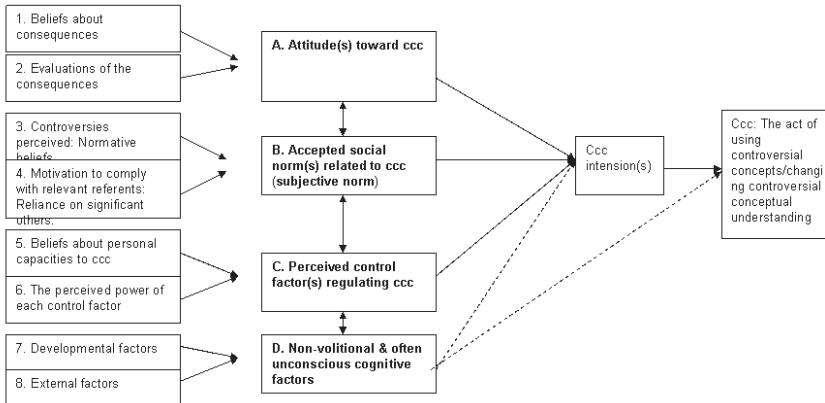 1. Beliefs about
consequences
2. Evaluations of the
consequences
3. Controversies
perceived: Normative
beliefs
4. Motivation to comply
with relevant referents:
Reliance on significant
others.
5. Beliefs about personal
capacities to ccc
6. The perceived power of
each control factor
7. Developmental factors
8. External factors
A. Attitude(s) toward ccc
B. Accepted social
norm(s) related to ccc
(subjective norm)
C. Perceived control
factor(s) regulating ccc
D. Non-volitional & often
unconscious cognitive
factors
Ccc
intension(s)
Ccc: The act of
using
controversial
concepts/changi
ng controversial
conceptual
understanding